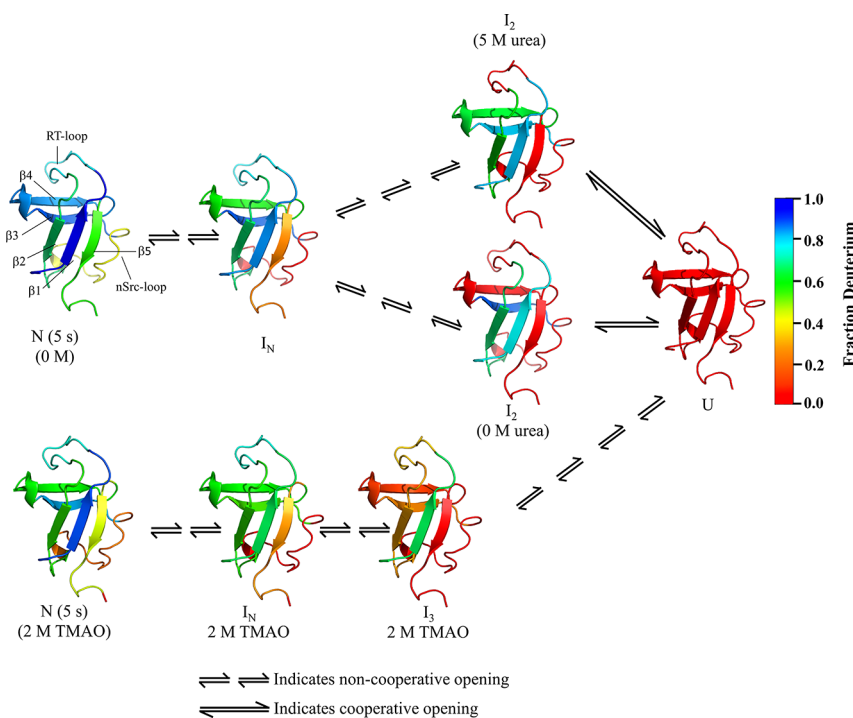 I2
(5 M urea)
RT-loop
β4
β3
β2
β1
β5
nSrc-loop
N (5 s)
(0 M)
IN
I2
(0 M urea)
U
1.0
0.8
0.6
0.4
0.2
0.0
Fraction Deuterium
N (5 s)
(2 M TMAO)
IN
2 M TMAO
I3
2 M TMAO
Indicates non-cooperative opening
Indicates cooperative opening